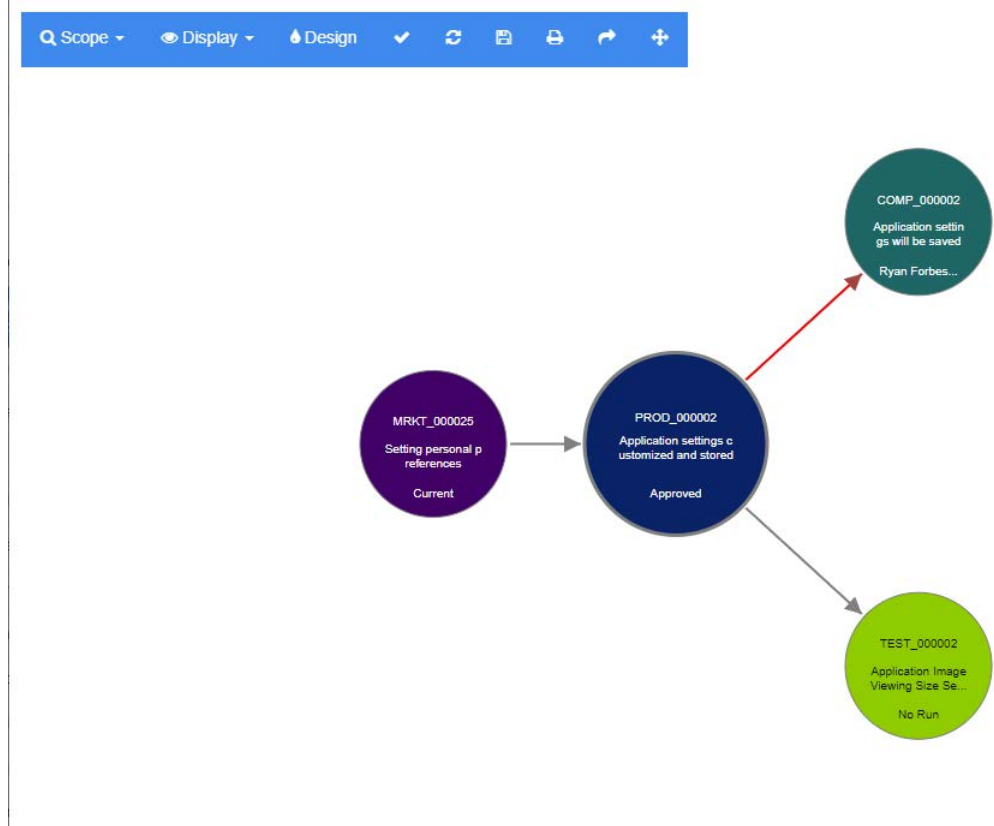 Scope Display Design
COMP_000002
Application settin
gs will be saved
Ryan Forbes...
MRKT_000025
Setting personal p
references
Current
PROD_000002
Application settings c
ustomized and stored
Approved
TEST_000002
Application Image
Viewing Size Se...
No Run